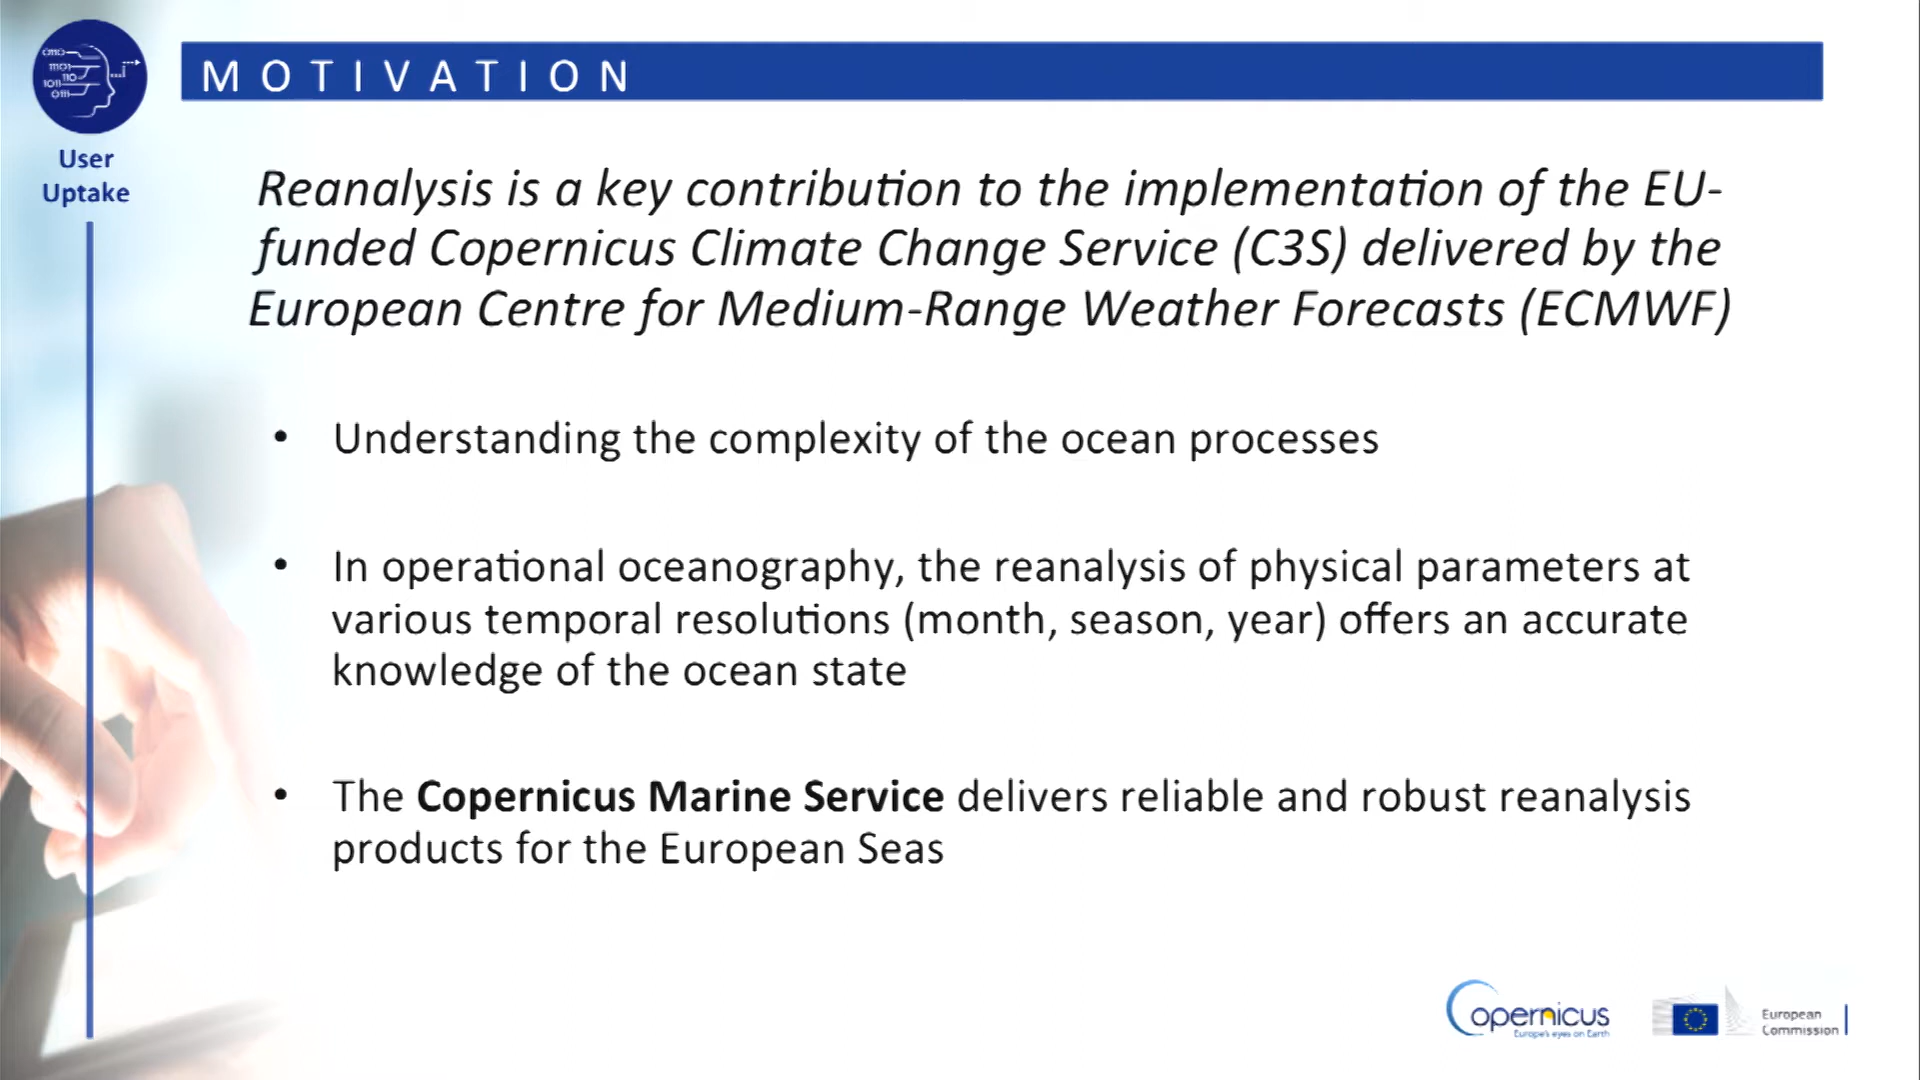 MOTIVATION
User
Uptake
Reanalysis is a key contribution to the implementation of the EU-
funded Copernicus Climate Change Service (C3S) delivered by the
European Centre for Medium-Range Weather Forecasts (ECMWF)
• Understanding the complexity of the ocean processes
• In operational oceanography, the reanalysis of physical parameters at
various temporal resolutions (month, season, year) offers an accurate
knowledge of the ocean state
• The Copernicus Marine Service delivers reliable and robust reanalysis
products for the European Seas
Copernicus
Europe's eyes on Earth
European
Commission